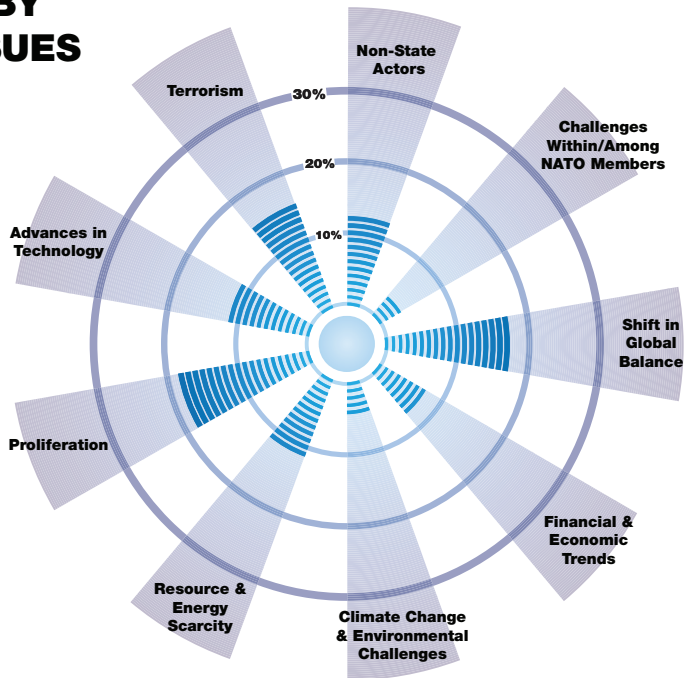 BY
SUES
Non-State
Actors
Terrorism
30%
Challenges
Within/Among
NATO Members
20%
Advances in
Technology
10%
Shift in
Global
Balance
Proliferation
Financial &
Economic
Trends
Resource &
Energy
Scarcity
Climate Change
& Environmental
Challenges